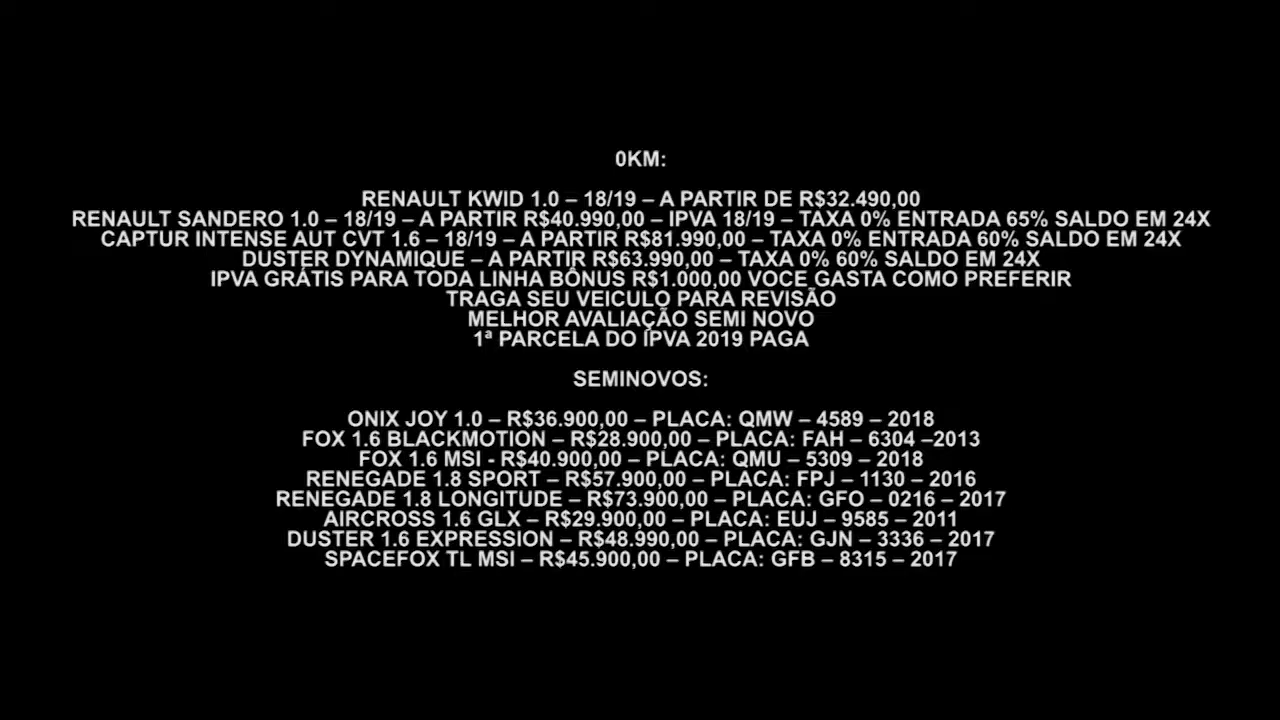 0KM:
RENAULT KWID 1.0 – 18/19 – A PARTIR DE R$32.490,00
RENAULT SANDERO 1.0 – 18/19 – A PARTIR R$40.990,00 – IPVA 18/19 – TAXA 0% ENTRADA 65% SALDO EM 24X
CAPTUR INTENSE AUT CVT 1.6 – 18/19 – A PARTIR R$81.990,00 – TAXA 0% ENTRADA 60% SALDO EM 24X
DUSTER DYNAMIQUE – A PARTIR R$63.990,00 – TAXA 0% 60% SALDO EM 24X
IPVA GRÁTIS PARA TODA LINHA BÔNUS R$1.000,00 VOCE GASTA COMO PREFERIR
TRAGA SEU VEICULO PARA REVISÃO
MELHOR AVALIAÇÃO SEMI NOVO
1ª PARCELA DO IPVA 2019 PAGA
SEMINOVOS:
ONIX JOY 1.0 – R$36.900,00 – PLACA: QMW – 4589 – 2018
FOX 1.6 BLACKMOTION – R$28.900,00 – PLACA: FAH – 6304 –2013
FOX 1.6 MSI - R$40.900,00 – PLACA: QMU – 5309 – 2018
RENEGADE 1.8 SPORT – R$57.900,00 – PLACA: FPJ – 1130 – 2016
RENEGADE 1.8 LONGITUDE – R$73.900,00 – PLACA: GFO – 0216 – 2017
AIRCROSS 1.6 GLX – R$29.900,00 – PLACA: EUJ – 9585 – 2011
DUSTER 1.6 EXPRESSION – R$48.990,00 – PLACA: GJN – 3336 – 2017
SPACEFOX TL MSI – R$45.900,00 – PLACA: GFB – 8315 – 2017